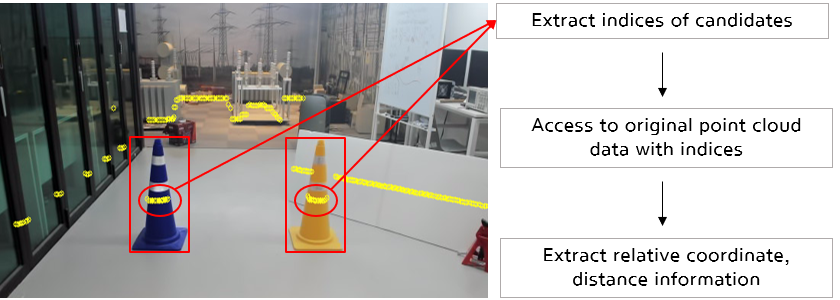 Extract indices of candidates
Access to original point cloud
data with indices
Extract relative coordinate,
distance information